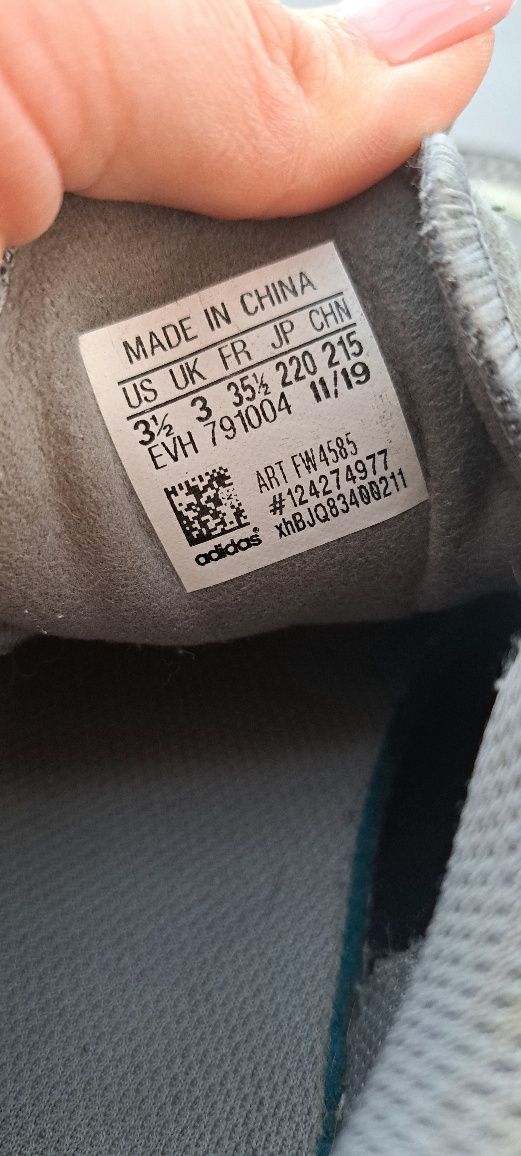 MADE IN CHINA
US UK FR JP CHN
3½ 3 35½ 220 215
EVH 791004 11/19
ART FW4585
#124274977
xhBJQ83400211
adidas®